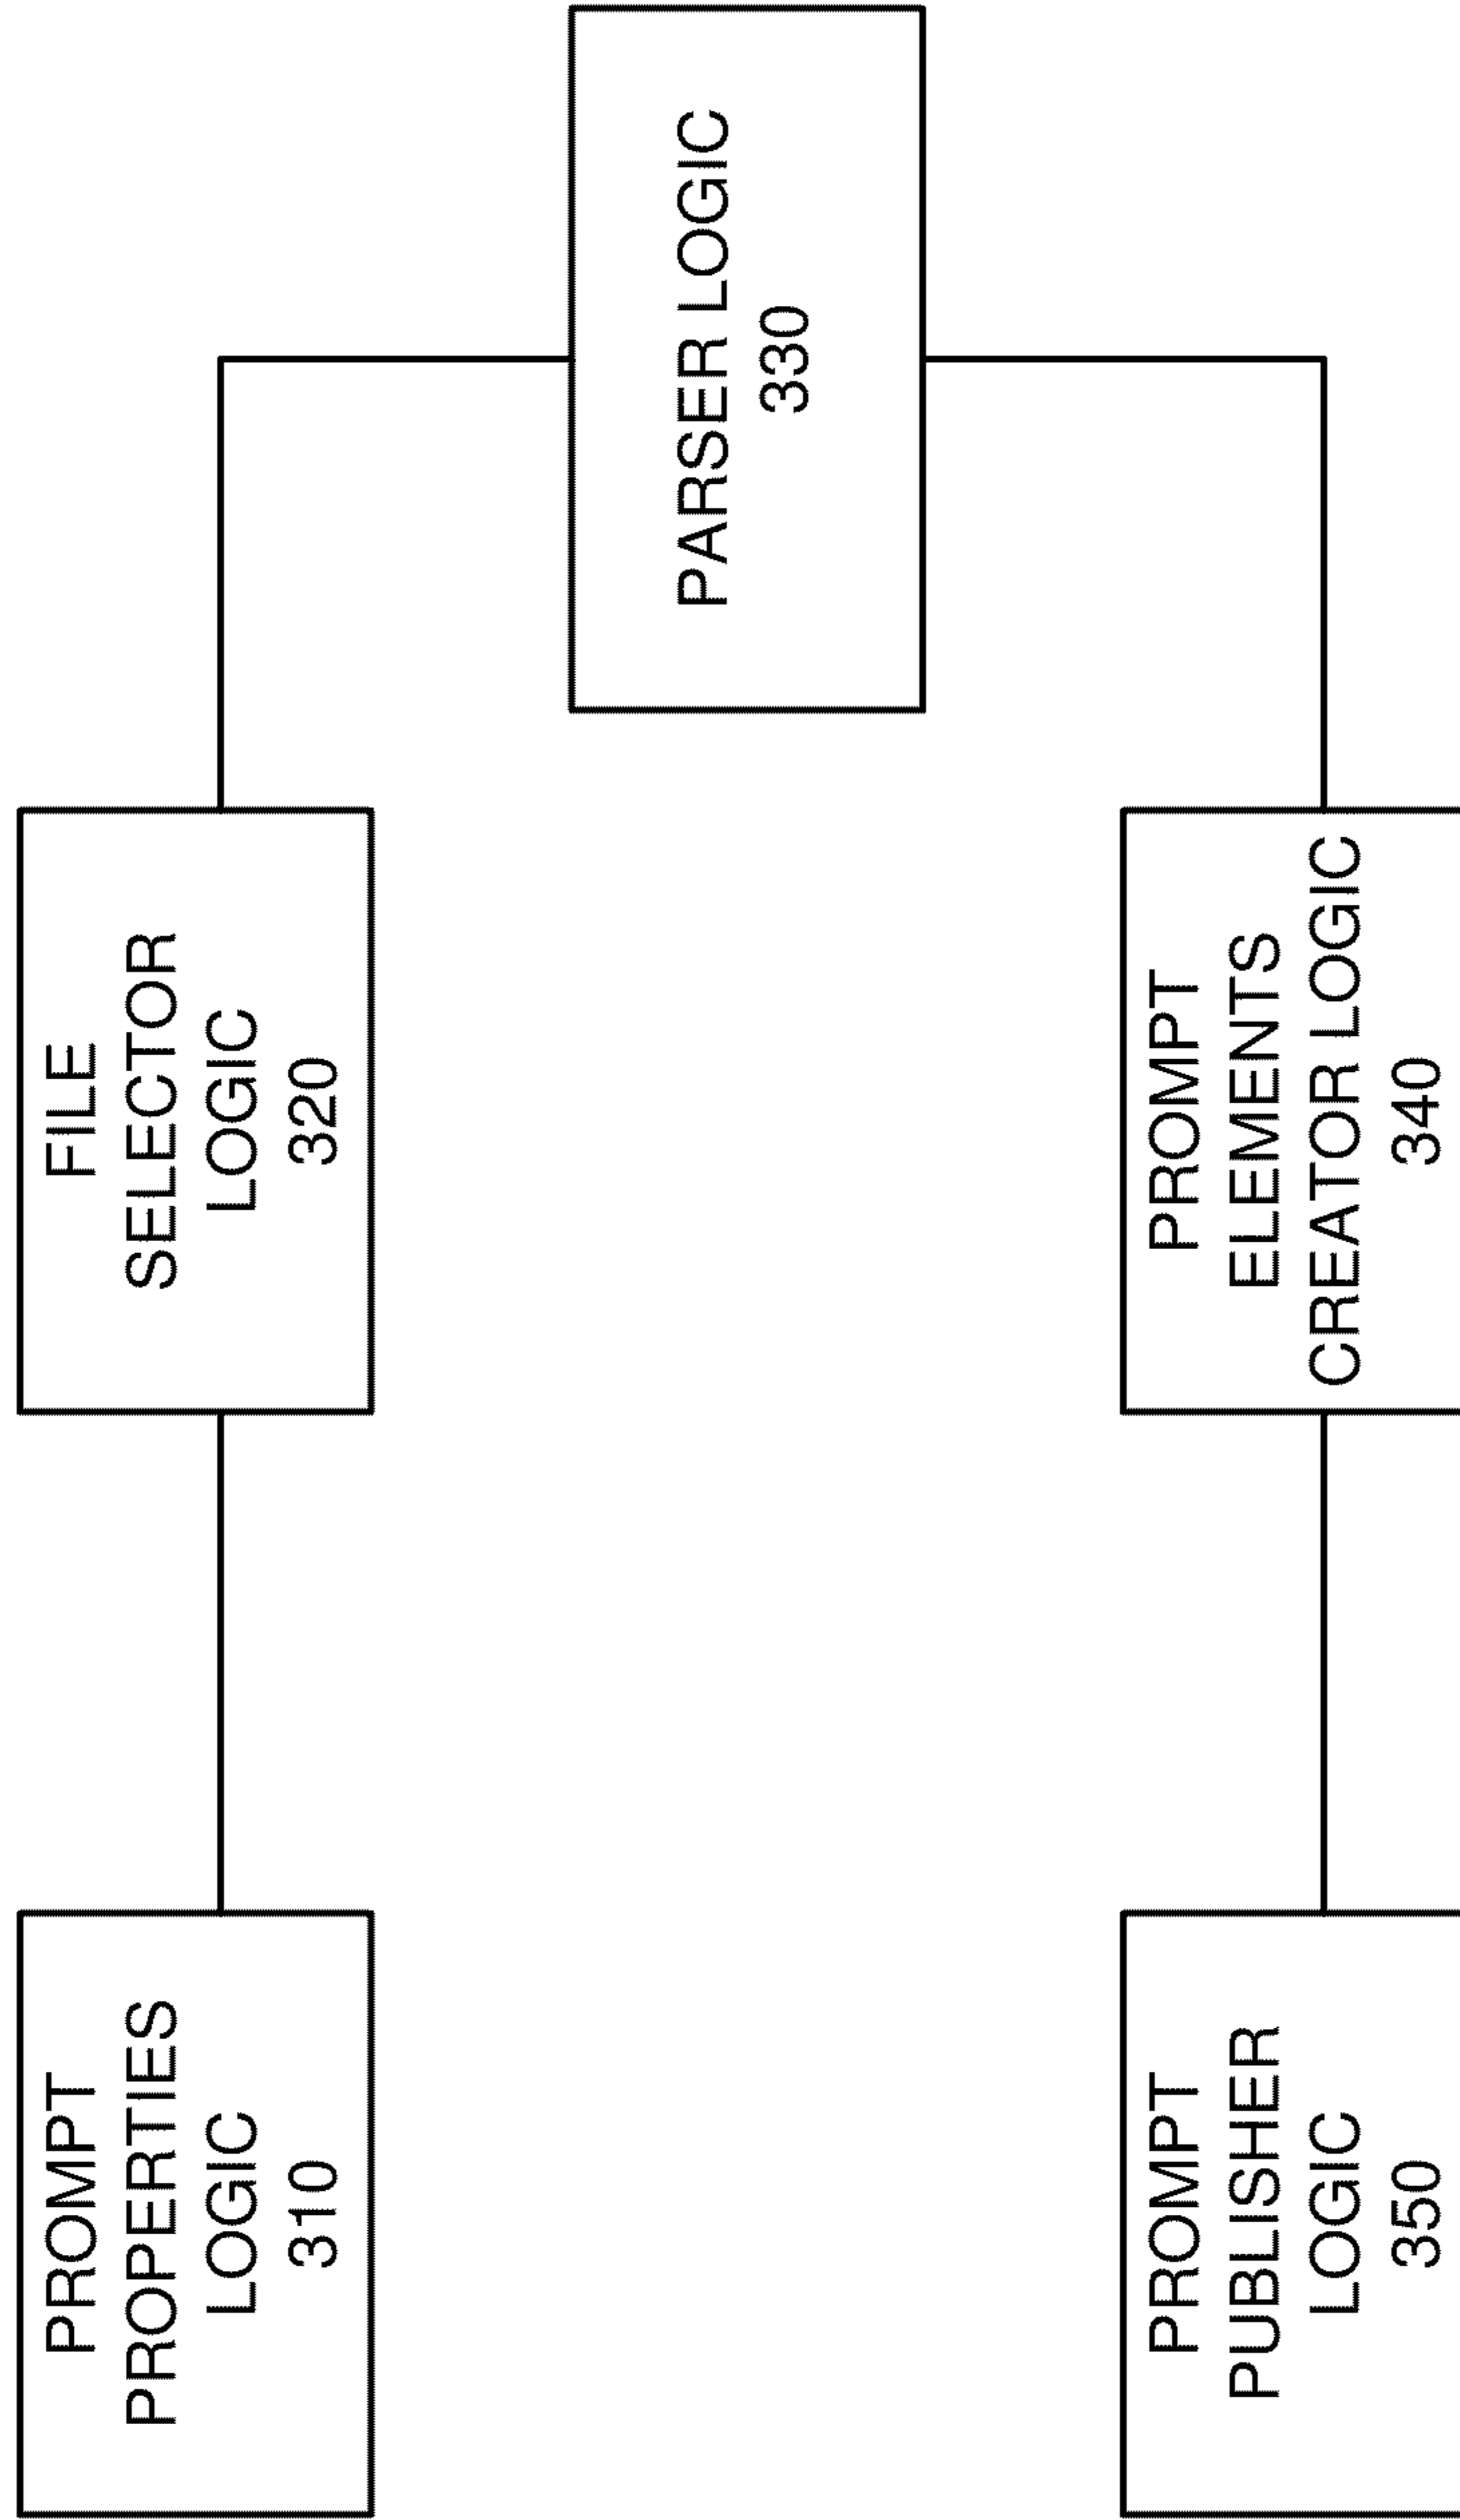 PROMPT
PROPERTIES
LOGIC
310
FILE
SELECTOR
LOGIC
320
PARSER LOGIC
330
PROMPT
ELEMENTS
CREATOR LOGIC
340
PROMPT
PUBLISHER
LOGIC
350